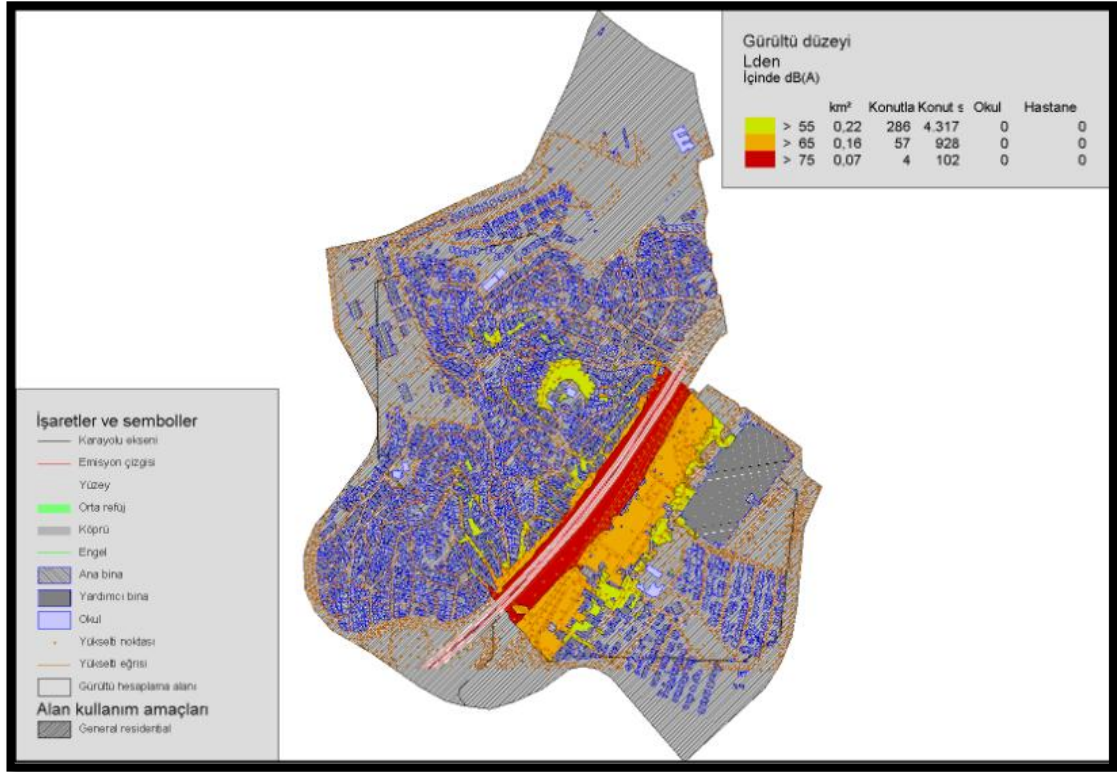 Gürültü düzeyi
Lden
İçinde dB(A)
km² Konutla Konut s Okul Hastane
> 55 0,22 286 4.317 0 0
> 65 0,16 57 928 0 0
> 75 0,07 4 102 0 0
İşaretler ve semboller
Karayolu ekseni
Emisyon çizgisi
Yüzey
Orta refüj
Köprü
Engel
Ana bina
Yardımcı bina
Okul
Yükselti noktası
Yükselti eğrisi
Gürültü hesaplama alanı
Alan kullanım amaçları
General residential